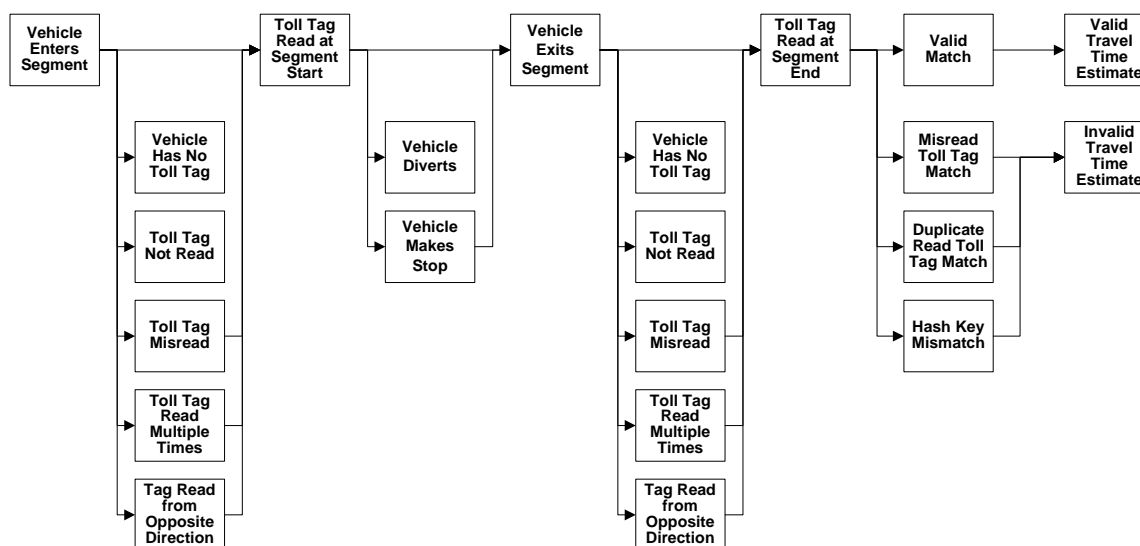 Vehicle
Enters
Segment
Toll Tag
Read at
Segment
Start
Vehicle
Exits
Segment
Toll Tag
Read at
Segment
End
Valid
Match
Valid
Travel
Time
Estimate
Vehicle
Has No
Toll Tag
Vehicle
Diverts
Vehicle
Has No
Toll Tag
Misread
Toll Tag
Match
Invalid
Travel
Time
Estimate
Toll Tag
Not Read
Vehicle
Makes
Stop
Toll Tag
Not Read
Duplicate
Read Toll
Tag Match
Toll Tag
Misread
Toll Tag
Misread
Hash Key
Mismatch
Toll Tag
Read
Multiple
Times
Toll Tag
Read
Multiple
Times
Tag Read
from
Opposite
Direction
Tag Read
from
Opposite
Direction